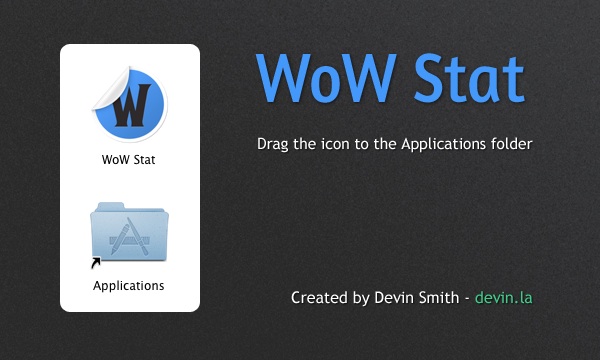 W
WoW Stat
Applications
WoW Stat
Drag the icon to the Applications folder
Created by Devin Smith - devin.la